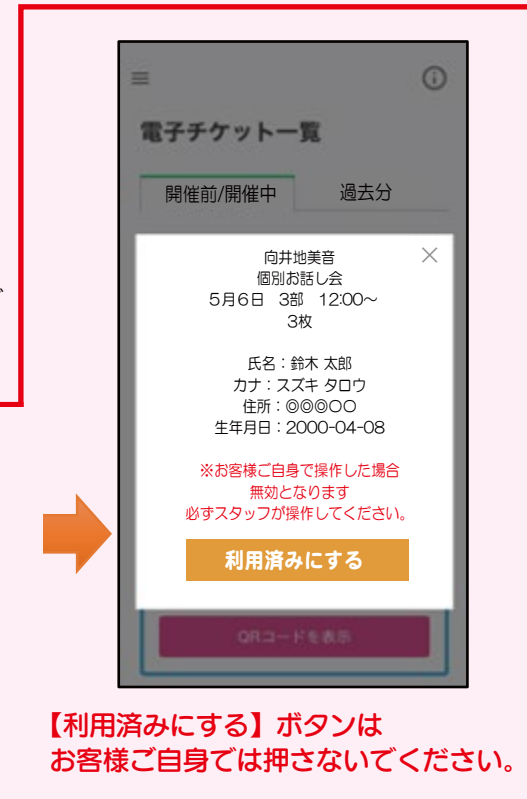 電子チケット一覧
開催前/開催中 過去分
向井地美音
個別お話し会
5月6日 3部 12:00～
3枚
氏名：鈴木 太郎
カナ：スズキ タロウ
住所：◎◎◎〇〇
生年月日：2000-04-08
※お客様ご自身で操作した場合
無効となります
必ずスタッフが操作してください。
利用済みにする
QRコードを表示
【利用済みにする】ボタンは
お客様ご自身では押さないでください。